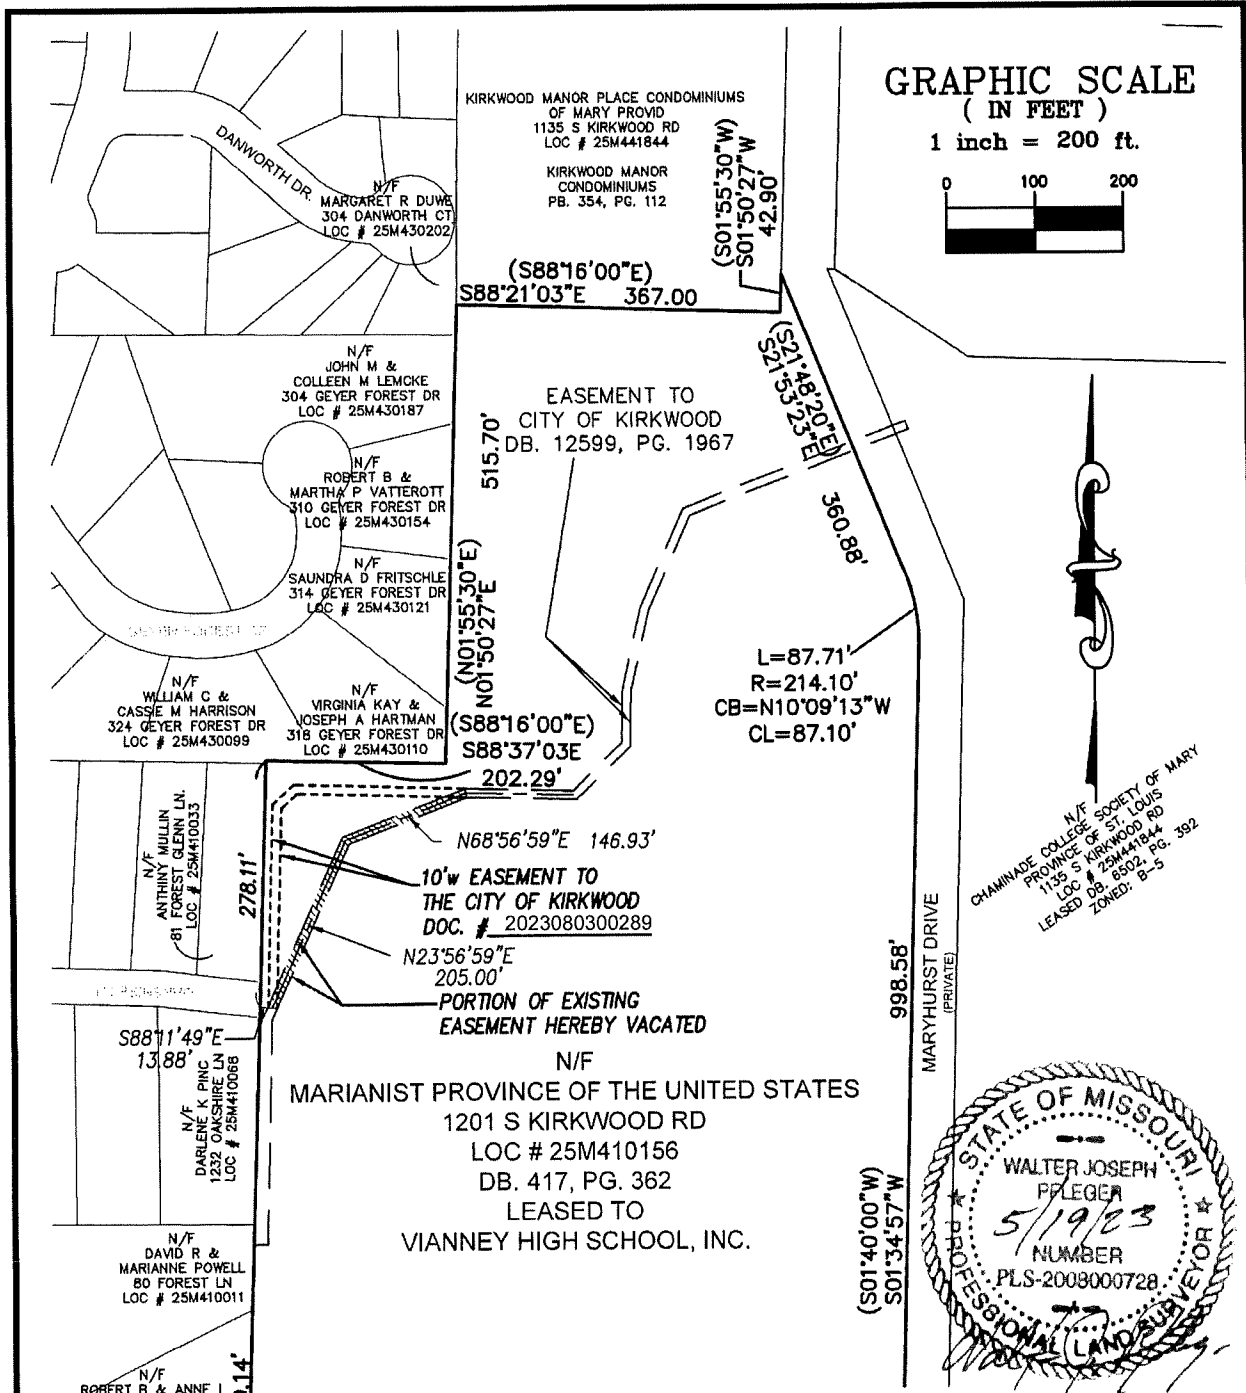 GRAPHIC SCALE
( IN FEET )
1 inch = 200 ft.
0 100 200
KIRKWOOD MANOR PLACE CONDOMINIUMS
OF MARY PROVID
1135 S KIRKWOOD RD
LOC # 25M441844
KIRKWOOD MANOR
CONDOMINIUMS
PB. 354, PG. 112
(S01°55'30"W)
S01°50'27"W
42.90'
DANWORTH DR.
N/F
MARGARET R DUWE
304 DANWORTH CT
LOC # 25M430202
(S88°16'00"E)
S88°21'03"E 367.00
N/F
JOHN M &
COLLEEN M LEMCKE
304 GEYER FOREST DR
LOC # 25M430187
(S21°48'20"E)
S21°53'23"E
360.88'
EASEMENT TO
CITY OF KIRKWOOD
DB. 12599, PG. 1967
515.70'
(N01°55'30"E)
N01°50'27"E
N/F
ROBERT B &
MARTHA P VATTEROTT
310 GEYER FOREST DR
LOC # 25M430154
N/F
SAUNDRA D FRITSCHLE
314 GEYER FOREST DR
LOC # 25M430121
N/F
WLLIAM C &
CASSIE M HARRISON
324 GEYER FOREST DR
LOC # 25M430099
N/F
VIRGINIA KAY &
JOSEPH A HARTMAN
318 GEYER FOREST DR
LOC # 25M430110
(S88°16'00"E)
S88°37'03E
202.29'
L=87.71'
R=214.10'
CB=N10°09'13"W
CL=87.10'
N/F
CHAMINADE COLLEGE SOCIETY OF MARY
PROVINCE OF ST. LOUIS
1135 S KIRKWOOD RD
LOC # 25M441844
LEASED DB. 6502, PG. 392
ZONED: B-5
N/F
ANTHINY MULLIN
81 FOREST GLENN LN.
LOC # 25M410033
278.11'
N68°56'59"E 146.93'
10'w EASEMENT TO
THE CITY OF KIRKWOOD
DOC. # 2023080300289
N23°56'59"E
205.00'
PORTION OF EXISTING
EASEMENT HEREBY VACATED
S88°11'49"E
13.88'
N/F
DARLENE K PINC
1232 OAKSHIRE LN
LOC # 25M410068
998.58'
MARYHURST DRIVE
(PRIVATE)
N/F
MARIANIST PROVINCE OF THE UNITED STATES
1201 S KIRKWOOD RD
LOC # 25M410156
DB. 417, PG. 362
LEASED TO
VIANNEY HIGH SCHOOL, INC.
(S01°40'00"W)
S01°34'57"W
STATE OF MISSOURI
WALTER JOSEPH
PFLEGER
5/19/23
NUMBER
PLS-2008000728
PROFESSIONAL LAND SURVEYOR
N/F
DAVID R &
MARIANNE POWELL
80 FOREST LN
LOC # 25M410011
N/F
ROBERT B & ANNE L
.14'